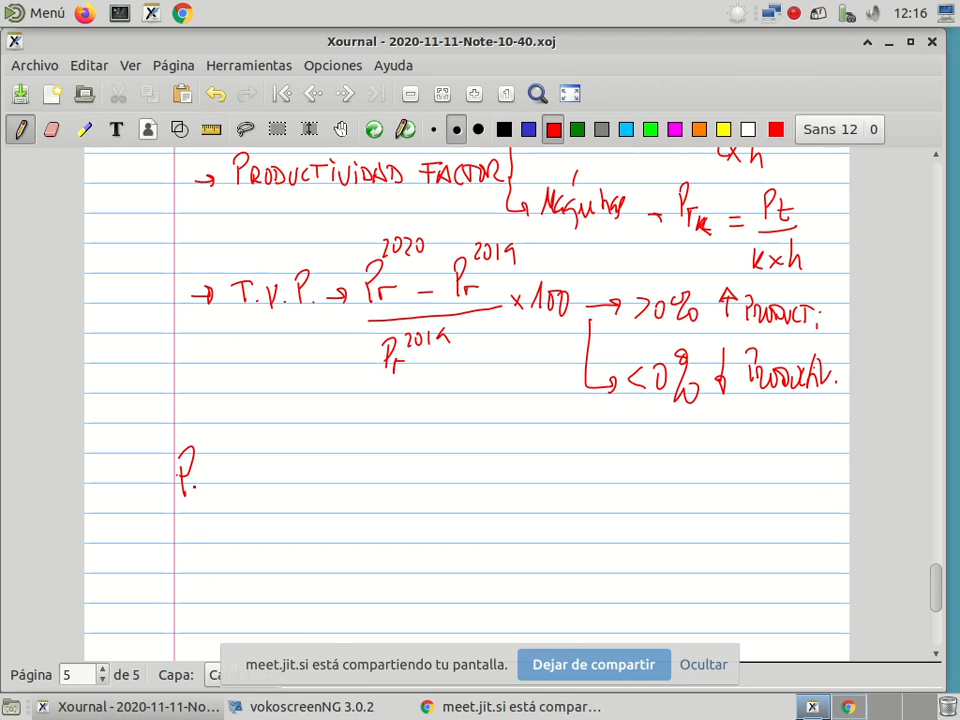 Menú
12:16
Xournal - 2020-11-11-Note-10-40.xoj
Archivo Editar Ver Página Herramientas Opciones Ayuda
Sans 12 0
→ PRODUCTIVIDAD FACTOR
x h
↳ Máquinas → Pr_K = Pt / K x h
→ T.V.P. → Pr^2020 - Pr^2019 / Pr^2019 x 100 → >0% ↑ PRODUCT.
↳ <0% ↓ Productiv.
P.
meet.jit.si está compartiendo tu pantalla. Dejar de compartir Ocultar
Página 5 de 5 Capa: Ca
Xournal - 2020-11-11-No... vokoscreenNG 3.0.2 meet.jit.si está compar...